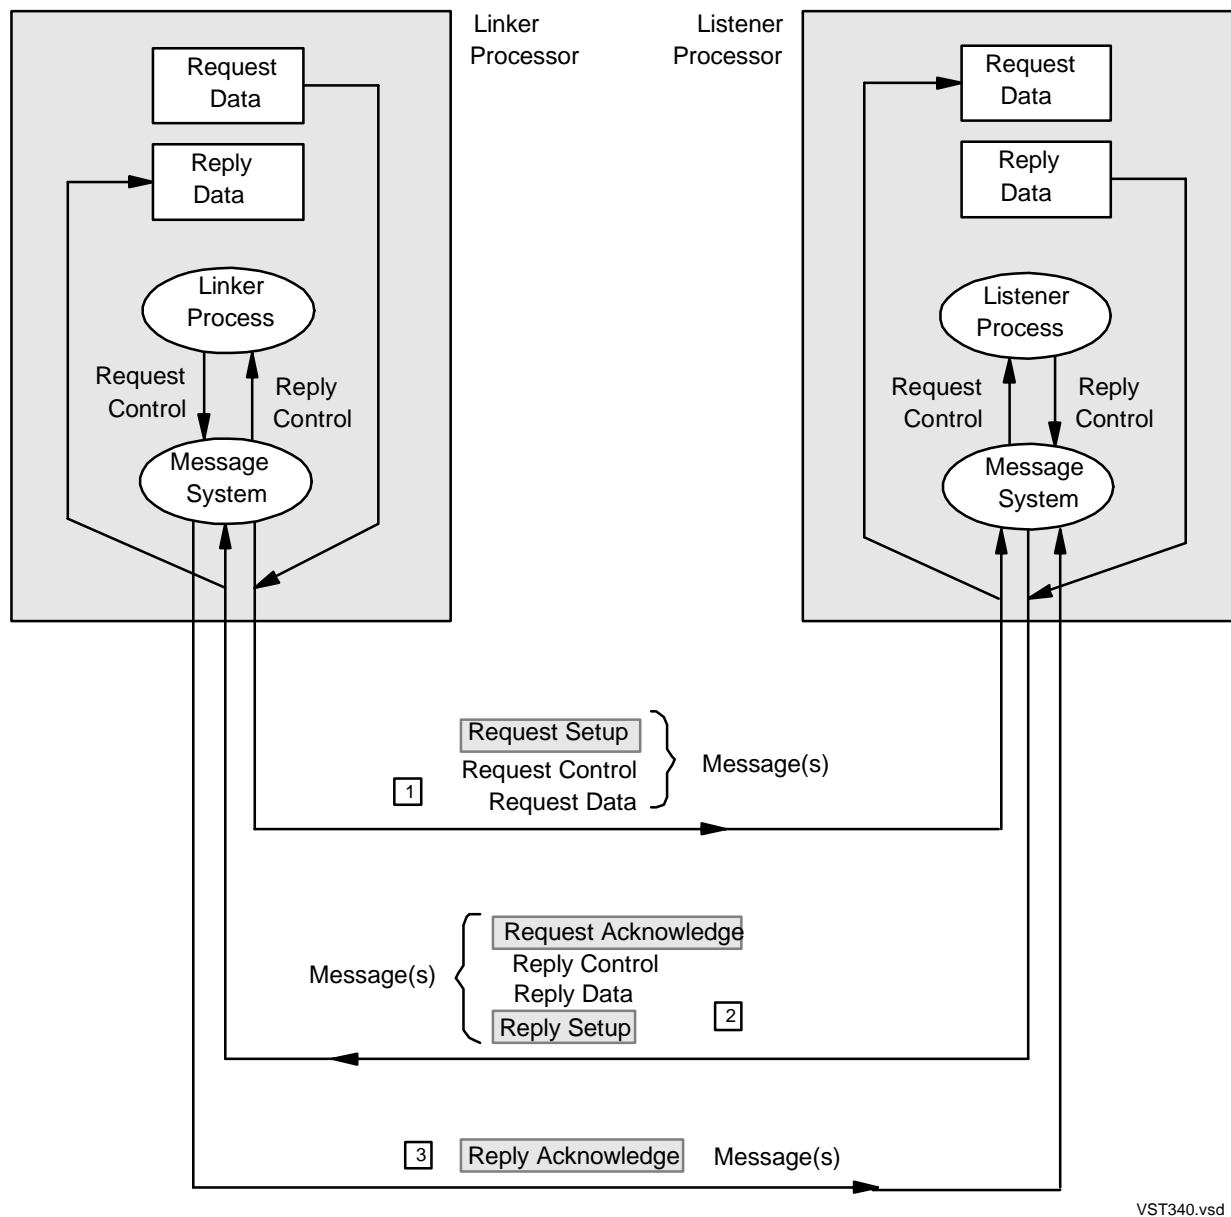 Linker
Processor
Listener
Processor
Request
Data
Reply
Data
Linker
Process
Request
Control
Reply
Control
Message
System
Request
Data
Reply
Data
Listener
Process
Request
Control
Reply
Control
Message
System
Request Setup
Request Control
Request Data
Message(s)
1
Message(s)
Request Acknowledge
Reply Control
Reply Data
Reply Setup
2
3
Reply Acknowledge
Message(s)
VST340.vsd